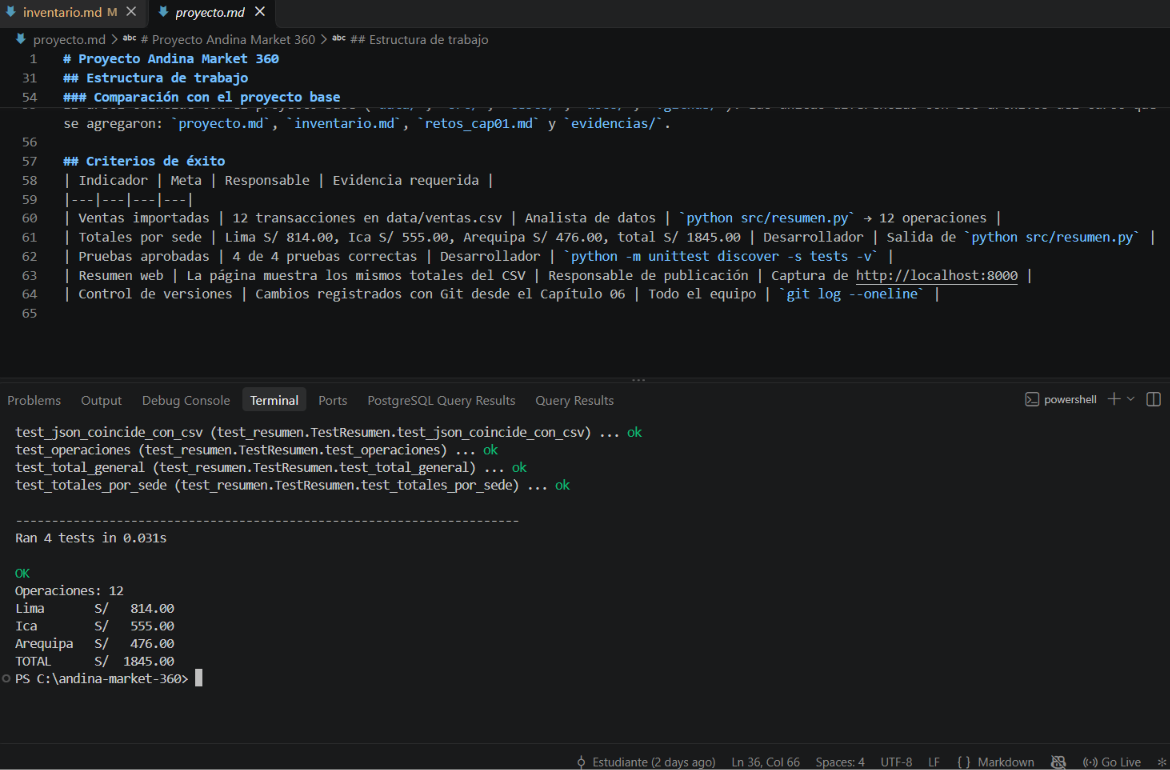 inventario.md M
proyecto.md
proyecto.md > # Proyecto Andina Market 360 > ## Estructura de trabajo
1 # Proyecto Andina Market 360
31 ## Estructura de trabajo
54 ### Comparación con el proyecto base
se agregaron: `proyecto.md`, `inventario.md`, `retos_cap01.md` y `evidencias/`.
56
57 ## Criterios de éxito
58 | Indicador | Meta | Responsable | Evidencia requerida |
59 |---|---|---|---|
60 | Ventas importadas | 12 transacciones en data/ventas.csv | Analista de datos | `python src/resumen.py` → 12 operaciones |
61 | Totales por sede | Lima S/ 814.00, Ica S/ 555.00, Arequipa S/ 476.00, total S/ 1845.00 | Desarrollador | Salida de `python src/resumen.py` |
62 | Pruebas aprobadas | 4 de 4 pruebas correctas | Desarrollador | `python -m unittest discover -s tests -v` |
63 | Resumen web | La página muestra los mismos totales del CSV | Responsable de publicación | Captura de http://localhost:8000 |
64 | Control de versiones | Cambios registrados con Git desde el Capítulo 06 | Todo el equipo | `git log --oneline` |
65
Problems Output Debug Console Terminal Ports PostgreSQL Query Results Query Results powershell
test_json_coincide_con_csv (test_resumen.TestResumen.test_json_coincide_con_csv) ... ok
test_operaciones (test_resumen.TestResumen.test_operaciones) ... ok
test_total_general (test_resumen.TestResumen.test_total_general) ... ok
test_totales_por_sede (test_resumen.TestResumen.test_totales_por_sede) ... ok
----------------------------------------------------------------------
Ran 4 tests in 0.031s
OK
Operaciones: 12
Lima S/ 814.00
Ica S/ 555.00
Arequipa S/ 476.00
TOTAL S/ 1845.00
PS C:\andina-market-360>
Estudiante (2 days ago) Ln 36, Col 66 Spaces: 4 UTF-8 LF { } Markdown Go Live